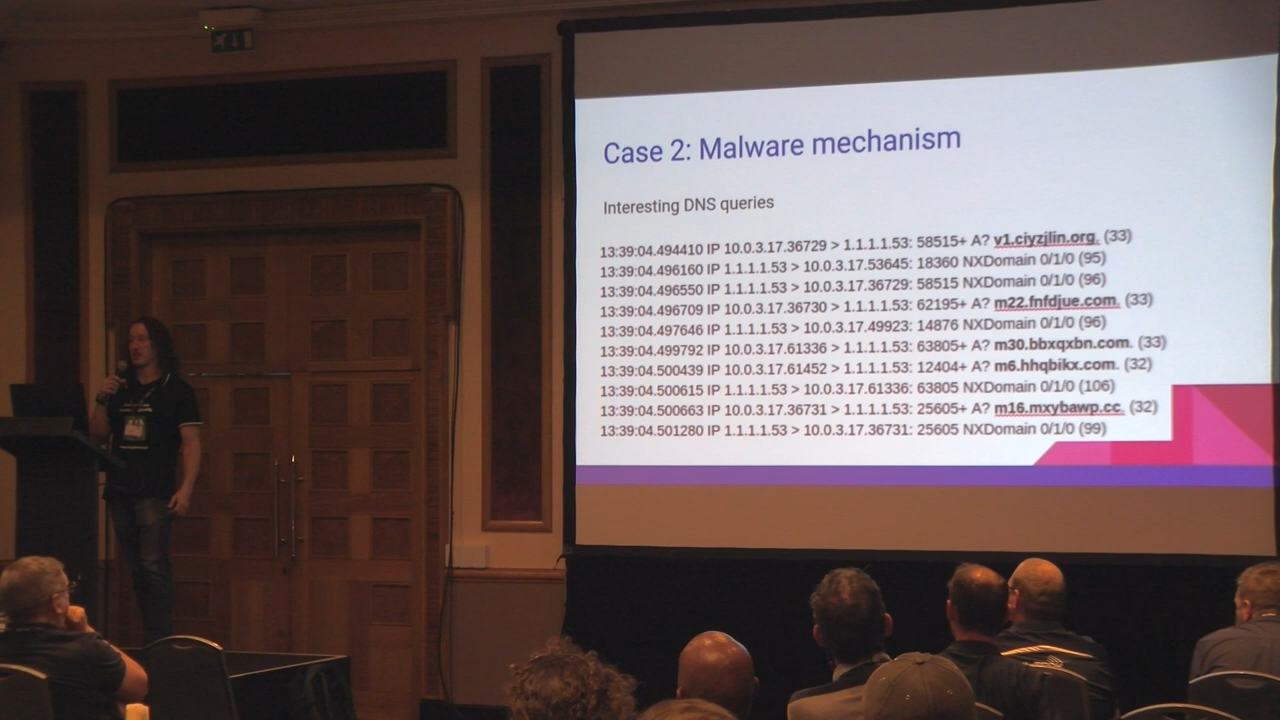 Case 2: Malware mechanism
Interesting DNS queries
13:39:04.494410 IP 10.0.3.17.36729 > 1.1.1.1.53: 58515+ A? v1.ciyzjlin.org. (33)
13:39:04.496160 IP 1.1.1.1.53 > 10.0.3.17.53645: 18360 NXDomain 0/1/0 (95)
13:39:04.496550 IP 1.1.1.1.53 > 10.0.3.17.36729: 58515 NXDomain 0/1/0 (96)
13:39:04.496709 IP 10.0.3.17.36730 > 1.1.1.1.53: 62195+ A? m22.fnfdjue.com. (33)
13:39:04.497646 IP 1.1.1.1.53 > 10.0.3.17.49923: 14876 NXDomain 0/1/0 (96)
13:39:04.499792 IP 10.0.3.17.61336 > 1.1.1.1.53: 63805+ A? m30.bbxqxbn.com. (33)
13:39:04.500439 IP 10.0.3.17.61452 > 1.1.1.1.53: 12404+ A? m6.hhqbikx.com. (32)
13:39:04.500615 IP 1.1.1.1.53 > 10.0.3.17.61336: 63805 NXDomain 0/1/0 (106)
13:39:04.500663 IP 10.0.3.17.36731 > 1.1.1.1.53: 25605+ A? m16.mxybawp.cc. (32)
13:39:04.501280 IP 1.1.1.1.53 > 10.0.3.17.36731: 25605 NXDomain 0/1/0 (99)